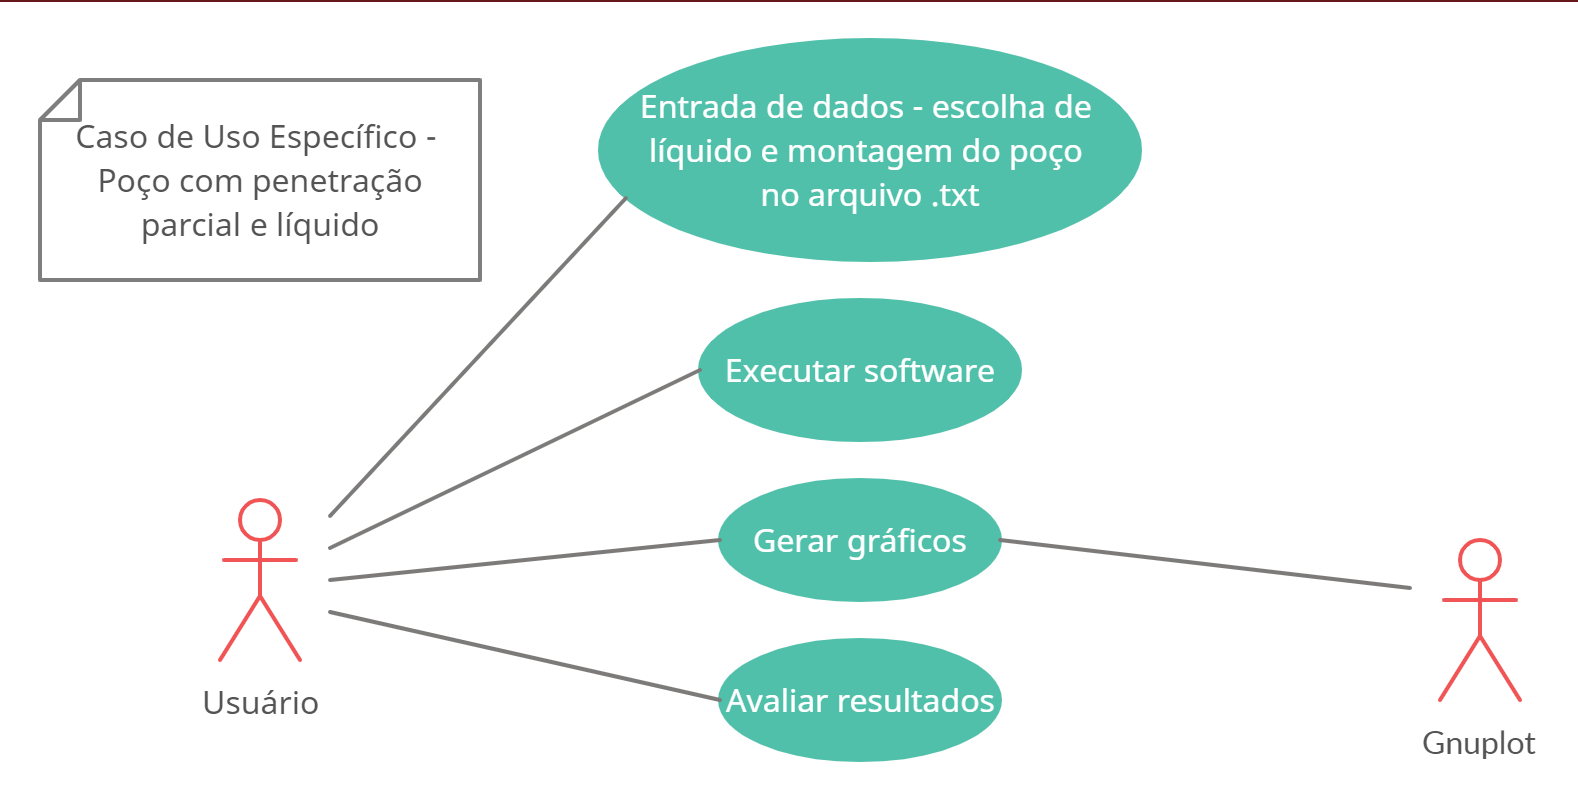 Caso de Uso Específico -
Poço com penetração
parcial e líquido
Entrada de dados - escolha de
líquido e montagem do poço
no arquivo .txt
Executar software
Gerar gráficos
Avaliar resultados
Usuário
Gnuplot